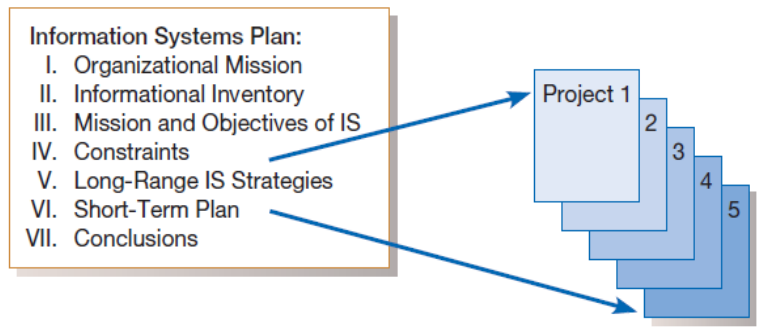 Information Systems Plan:
I. Organizational Mission
II. Informational Inventory
III. Mission and Objectives of IS
IV. Constraints
V. Long-Range IS Strategies
VI. Short-Term Plan
VII. Conclusions
Project 1
2
3
4
5